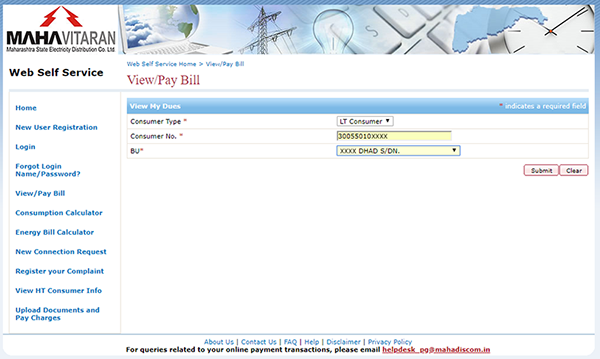 MAHAVITARAN
Maharashtra State Electricity Distribution Co. Ltd
Web Self Service
Web Self Service Home > View/Pay Bill
View/Pay Bill
Home
New User Registration
Login
Forgot Login
Name/Password?
View/Pay Bill
Consumption Calculator
Energy Bill Calculator
New Connection Request
Register your Complaint
View HT Consumer Info
Upload Documents and
Pay Charges
View My Dues * indicates a required field
Consumer Type * LT Consumer
Consumer No. * 30055010XXXX
BU* XXXX DHAD S/DN.
Submit Clear
About Us | Contact Us | FAQ | Help | Disclaimer | Privacy Policy
For queries related to your online payment transactions, please email helpdesk_pg@mahadiscom.in